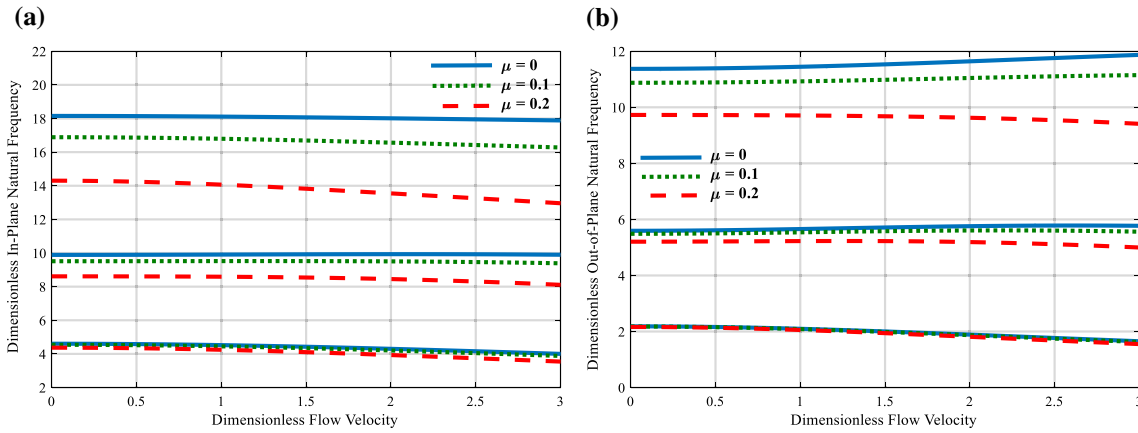 (a)
Dimensionless In-Plane Natural Frequency
22
20
18
16
14
12
10
8
6
4
2
μ = 0
μ = 0.1
μ = 0.2
0 0.5 1 1.5 2 2.5 3
Dimensionless Flow Velocity
(b)
Dimensionless Out-of-Plane Natural Frequency
12
10
8
6
4
2
0
μ = 0
μ = 0.1
μ = 0.2
0 0.5 1 1.5 2 2.5 3
Dimensionless Flow Velocity